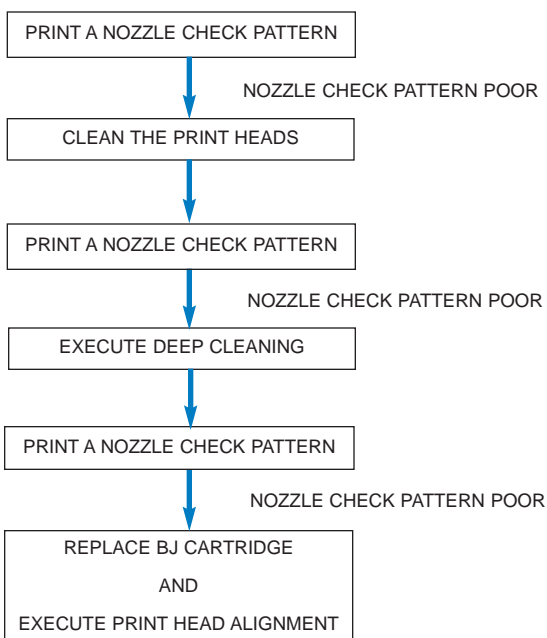 PRINT A NOZZLE CHECK PATTERN
NOZZLE CHECK PATTERN POOR
CLEAN THE PRINT HEADS
PRINT A NOZZLE CHECK PATTERN
NOZZLE CHECK PATTERN POOR
EXECUTE DEEP CLEANING
PRINT A NOZZLE CHECK PATTERN
NOZZLE CHECK PATTERN POOR
REPLACE BJ CARTRIDGE
AND
EXECUTE PRINT HEAD ALIGNMENT